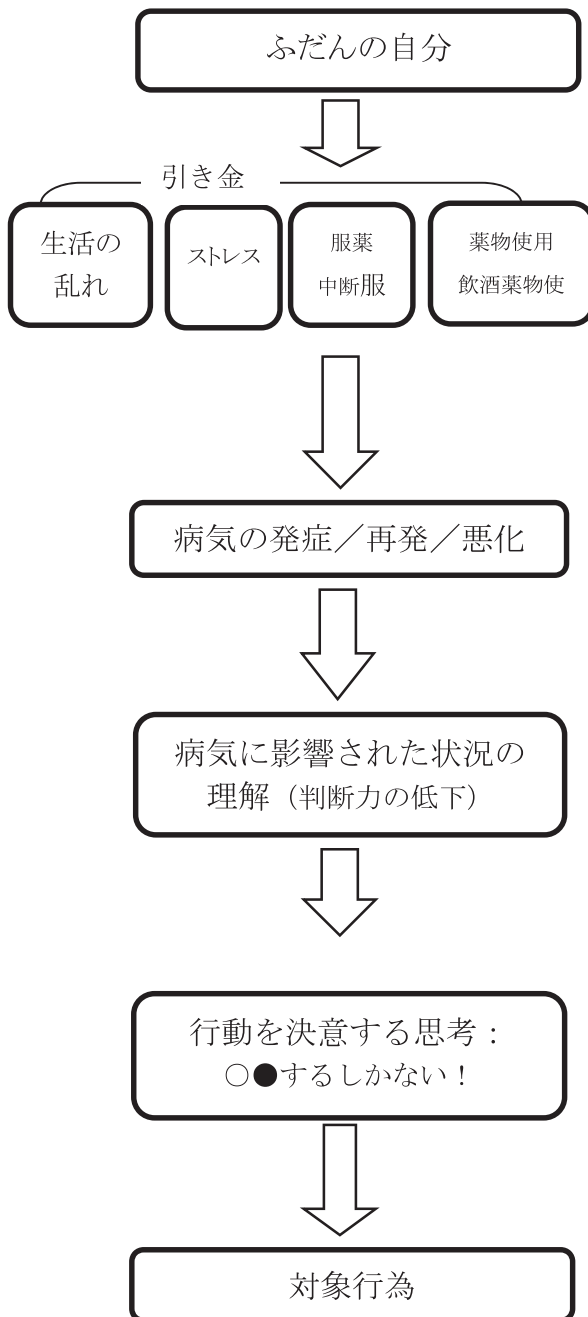 ふだんの自分
引き金
生活の
乱れ
ストレス
服薬
中断服
薬物使用
飲酒薬物使
病気の発症／再発／悪化
病気に影響された状況の
理解（判断力の低下）
行動を決意する思考：
○●するしかない！
対象行為